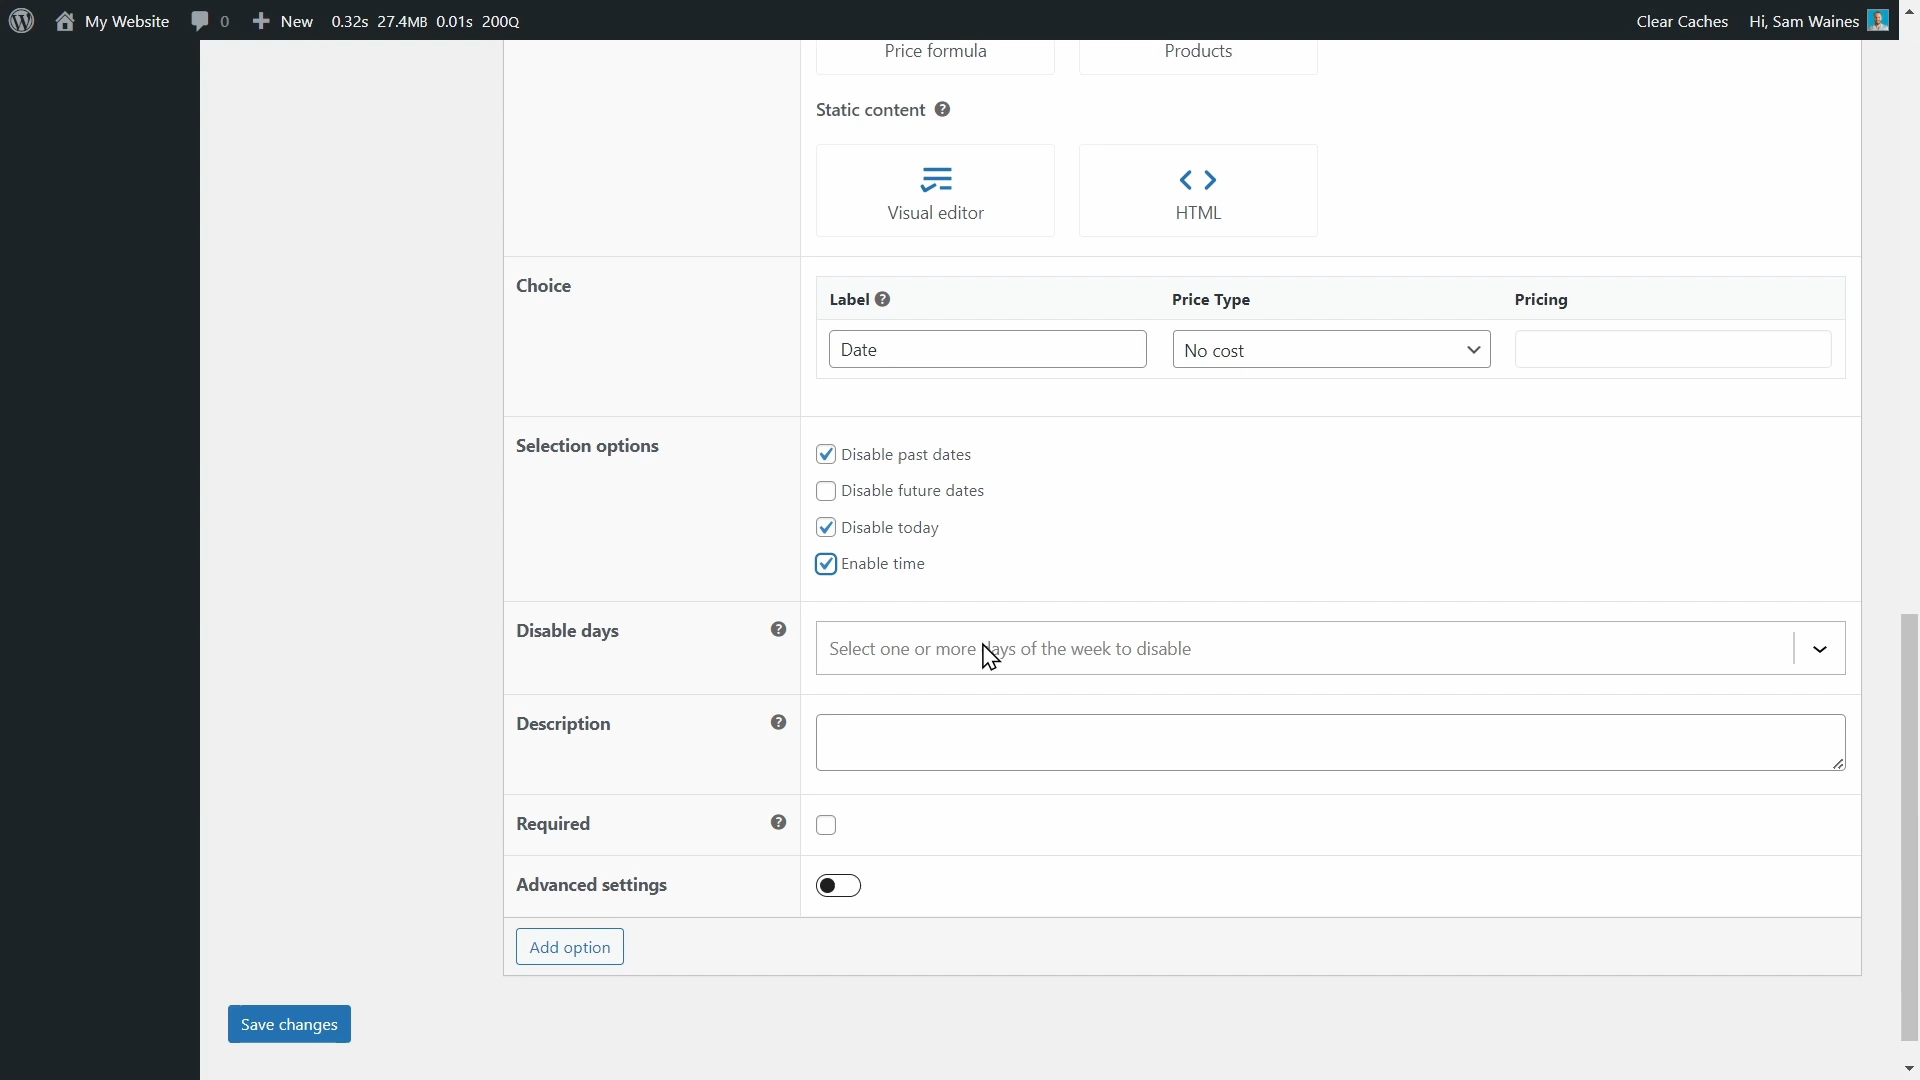 My Website 0 New 0.32s 27.4MB 0.01s 200Q Clear Caches Hi, Sam Waines
Price formula Products
Static content ?
Visual editor HTML
Choice
Label ? Price Type Pricing
Date No cost
Selection options
Disable past dates
Disable future dates
Disable today
Enable time
Disable days ? Select one or more days of the week to disable
Description ?
Required ?
Advanced settings
Add option
Save changes